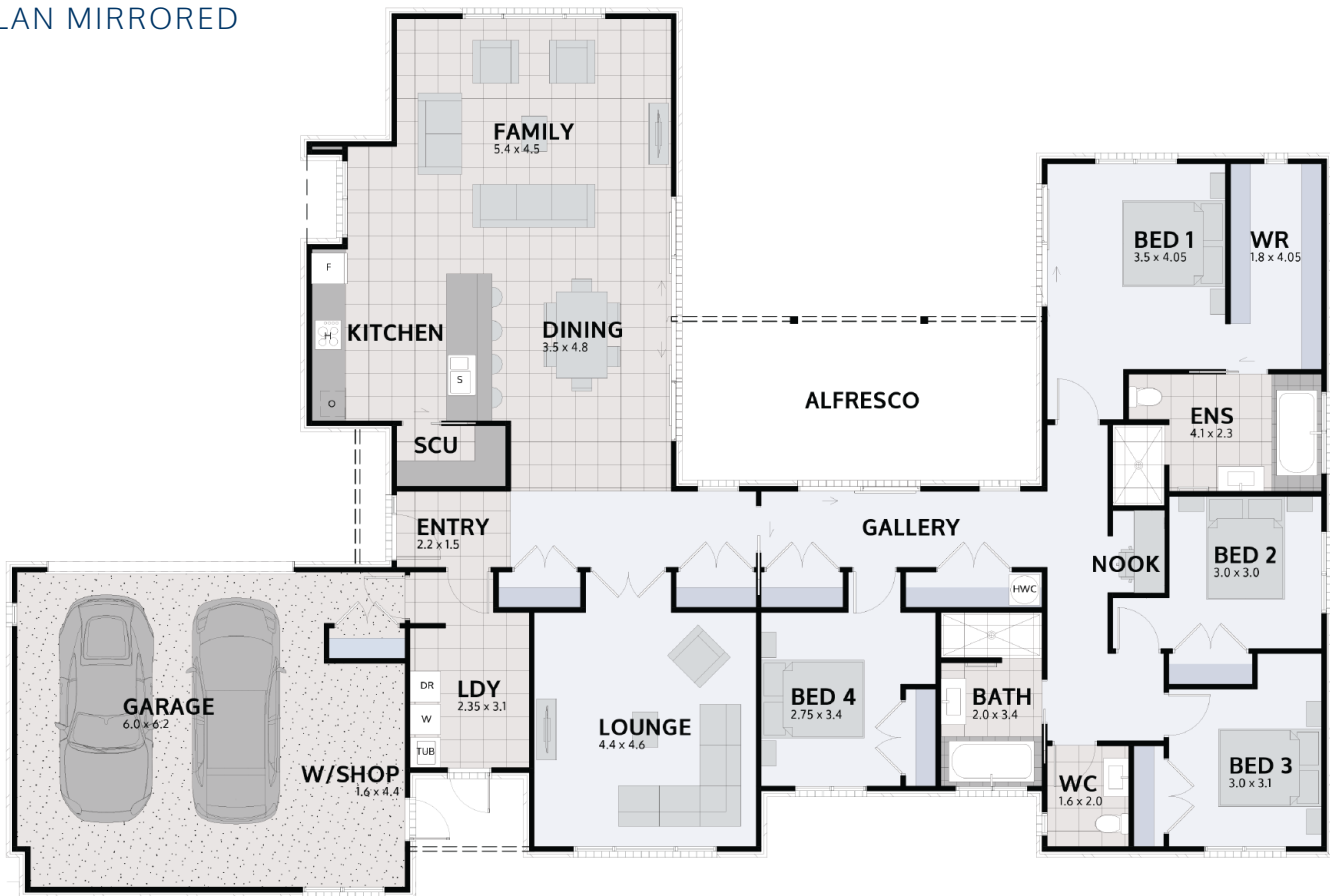 LAN MIRRORED
FAMILY
5.4 x 4.5
BED 1
3.5 x 4.05
WR
1.8 x 4.05
F
H
KITCHEN
DINING
3.5 x 4.8
S
O
ALFRESCO
ENS
4.1 x 2.3
SCU
ENTRY
2.2 x 1.5
GALLERY
NOOK
BED 2
3.0 x 3.0
HWC
GARAGE
6.0 x 6.2
DR
W
TUB
LDY
2.35 x 3.1
LOUNGE
4.4 x 4.6
BED 4
2.75 x 3.4
BATH
2.0 x 3.4
W/SHOP
1.6 x 4.4
WC
1.6 x 2.0
BED 3
3.0 x 3.1